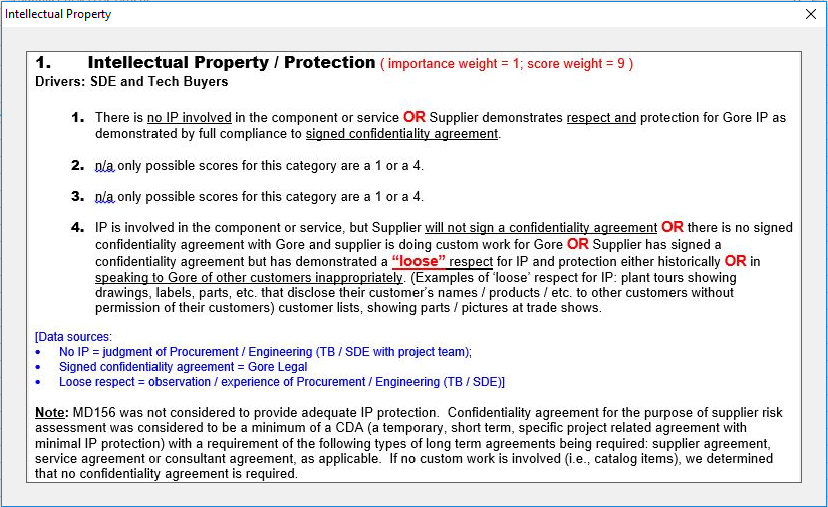 Intellectual Property
1. Intellectual Property / Protection ( importance weight = 1; score weight = 9 )
Drivers: SDE and Tech Buyers
1. There is no IP involved in the component or service OR Supplier demonstrates respect and protection for Gore IP as
demonstrated by full compliance to signed confidentiality agreement.
2. n/a only possible scores for this category are a 1 or a 4.
3. n/a only possible scores for this category are a 1 or a 4.
4. IP is involved in the component or service, but Supplier will not sign a confidentiality agreement OR there is no signed
confidentiality agreement with Gore and supplier is doing custom work for Gore OR Supplier has signed a
confidentiality agreement but has demonstrated a “loose” respect for IP and protection either historically OR in
speaking to Gore of other customers inappropriately. (Examples of ‘loose’ respect for IP: plant tours showing
drawings, labels, parts, etc. that disclose their customer’s names / products / etc. to other customers without
permission of their customers) customer lists, showing parts / pictures at trade shows.
[Data sources:
• No IP = judgment of Procurement / Engineering (TB / SDE with project team);
• Signed confidentiality agreement = Gore Legal
• Loose respect = observation / experience of Procurement / Engineering (TB / SDE)]
Note: MD156 was not considered to provide adequate IP protection. Confidentiality agreement for the purpose of supplier risk
assessment was considered to be a minimum of a CDA (a temporary, short term, specific project related agreement with
minimal IP protection) with a requirement of the following types of long term agreements being required: supplier agreement,
service agreement or consultant agreement, as applicable. If no custom work is involved (i.e., catalog items), we determined
that no confidentiality agreement is required.